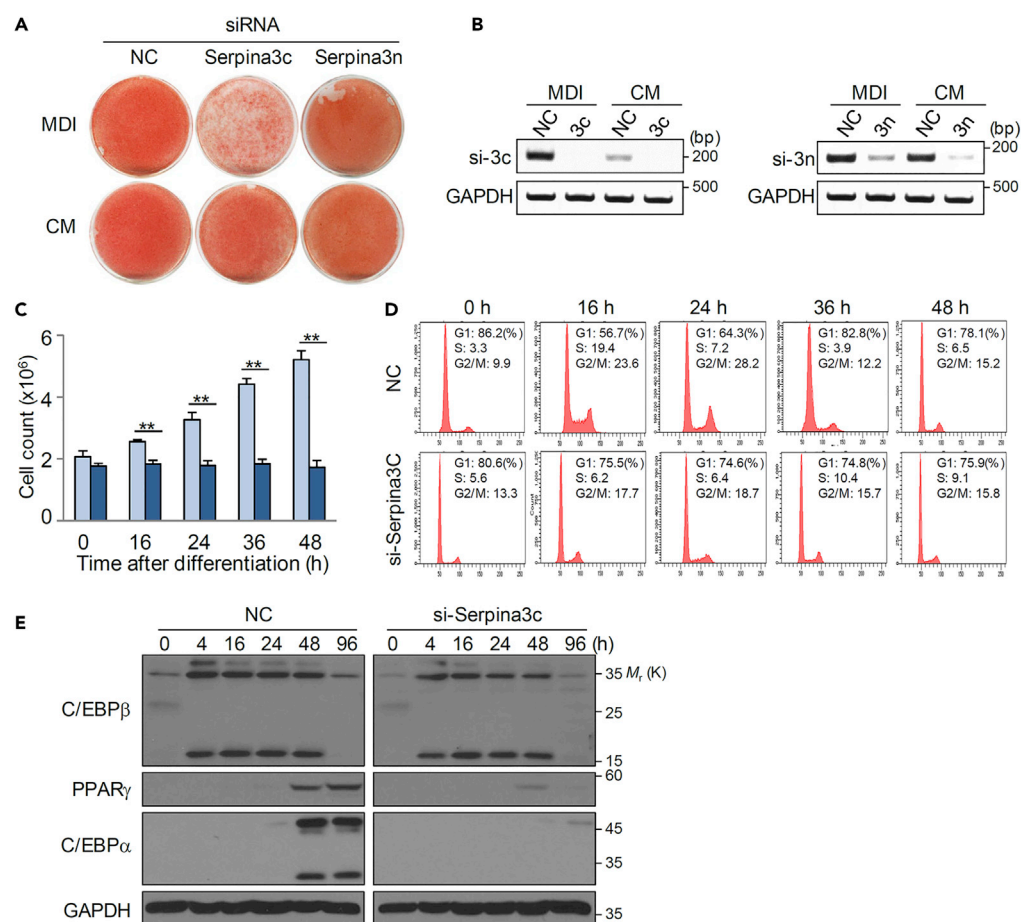 A
siRNA
NC Serpina3c Serpina3n
MDI
CM
B
MDI CM
NC 3c NC 3c (bp)
si-3c 200
GAPDH 500
MDI CM
NC 3n NC 3n (bp)
si-3n 200
GAPDH 500
C
Cell count (x10⁶)
6
4
2
0
** ** ** **
0 16 24 36 48
Time after differentiation (h)
D
0 h 16 h 24 h 36 h 48 h
NC
G1: 86.2(%)
S: 3.3
G2/M: 9.9
G1: 56.7(%)
S: 19.4
G2/M: 23.6
G1: 64.3(%)
S: 7.2
G2/M: 28.2
G1: 82.8(%)
S: 3.9
G2/M: 12.2
G1: 78.1(%)
S: 6.5
G2/M: 15.2
si-Serpina3C
G1: 80.6(%)
S: 5.6
G2/M: 13.3
G1: 75.5(%)
S: 6.2
G2/M: 17.7
G1: 74.6(%)
S: 6.4
G2/M: 18.7
G1: 74.8(%)
S: 10.4
G2/M: 15.7
G1: 75.9(%)
S: 9.1
G2/M: 15.8
Count
E
NC si-Serpina3c
0 4 16 24 48 96 0 4 16 24 48 96 (h)
35 Mr (K)
C/EBPβ 25
15
PPARγ 60
C/EBPα 45
35
GAPDH 35